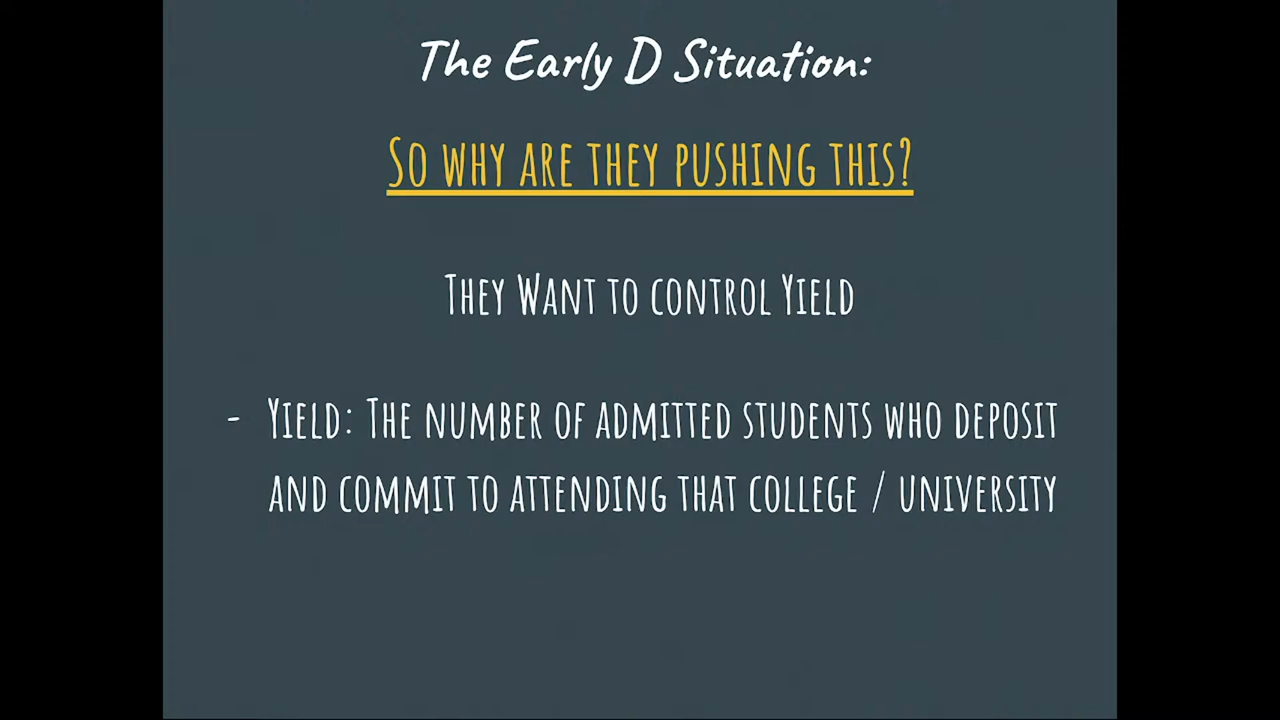 The Early D Situation:
So why are they pushing this?
They Want to control Yield
- Yield: The number of admitted students who deposit
and commit to attending that college / university